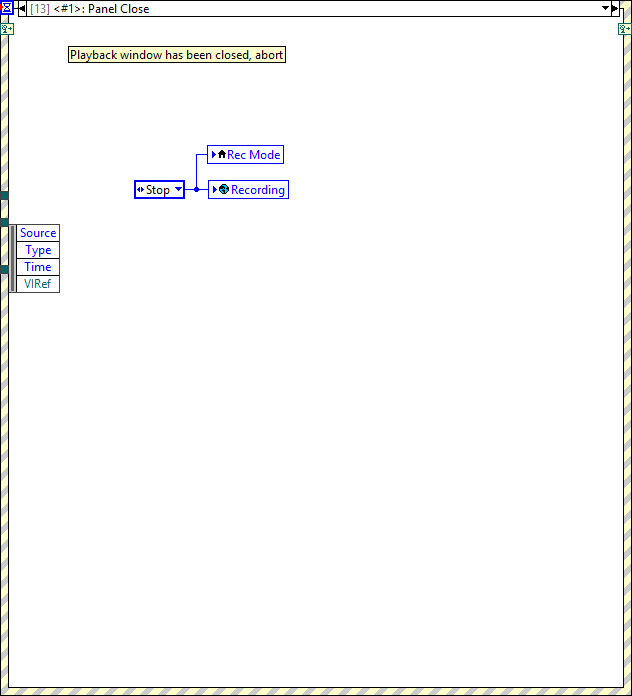 [13] <#1>: Panel Close
Playback window has been closed, abort
Rec Mode
Stop
Recording
Source
Type
Time
VIRef